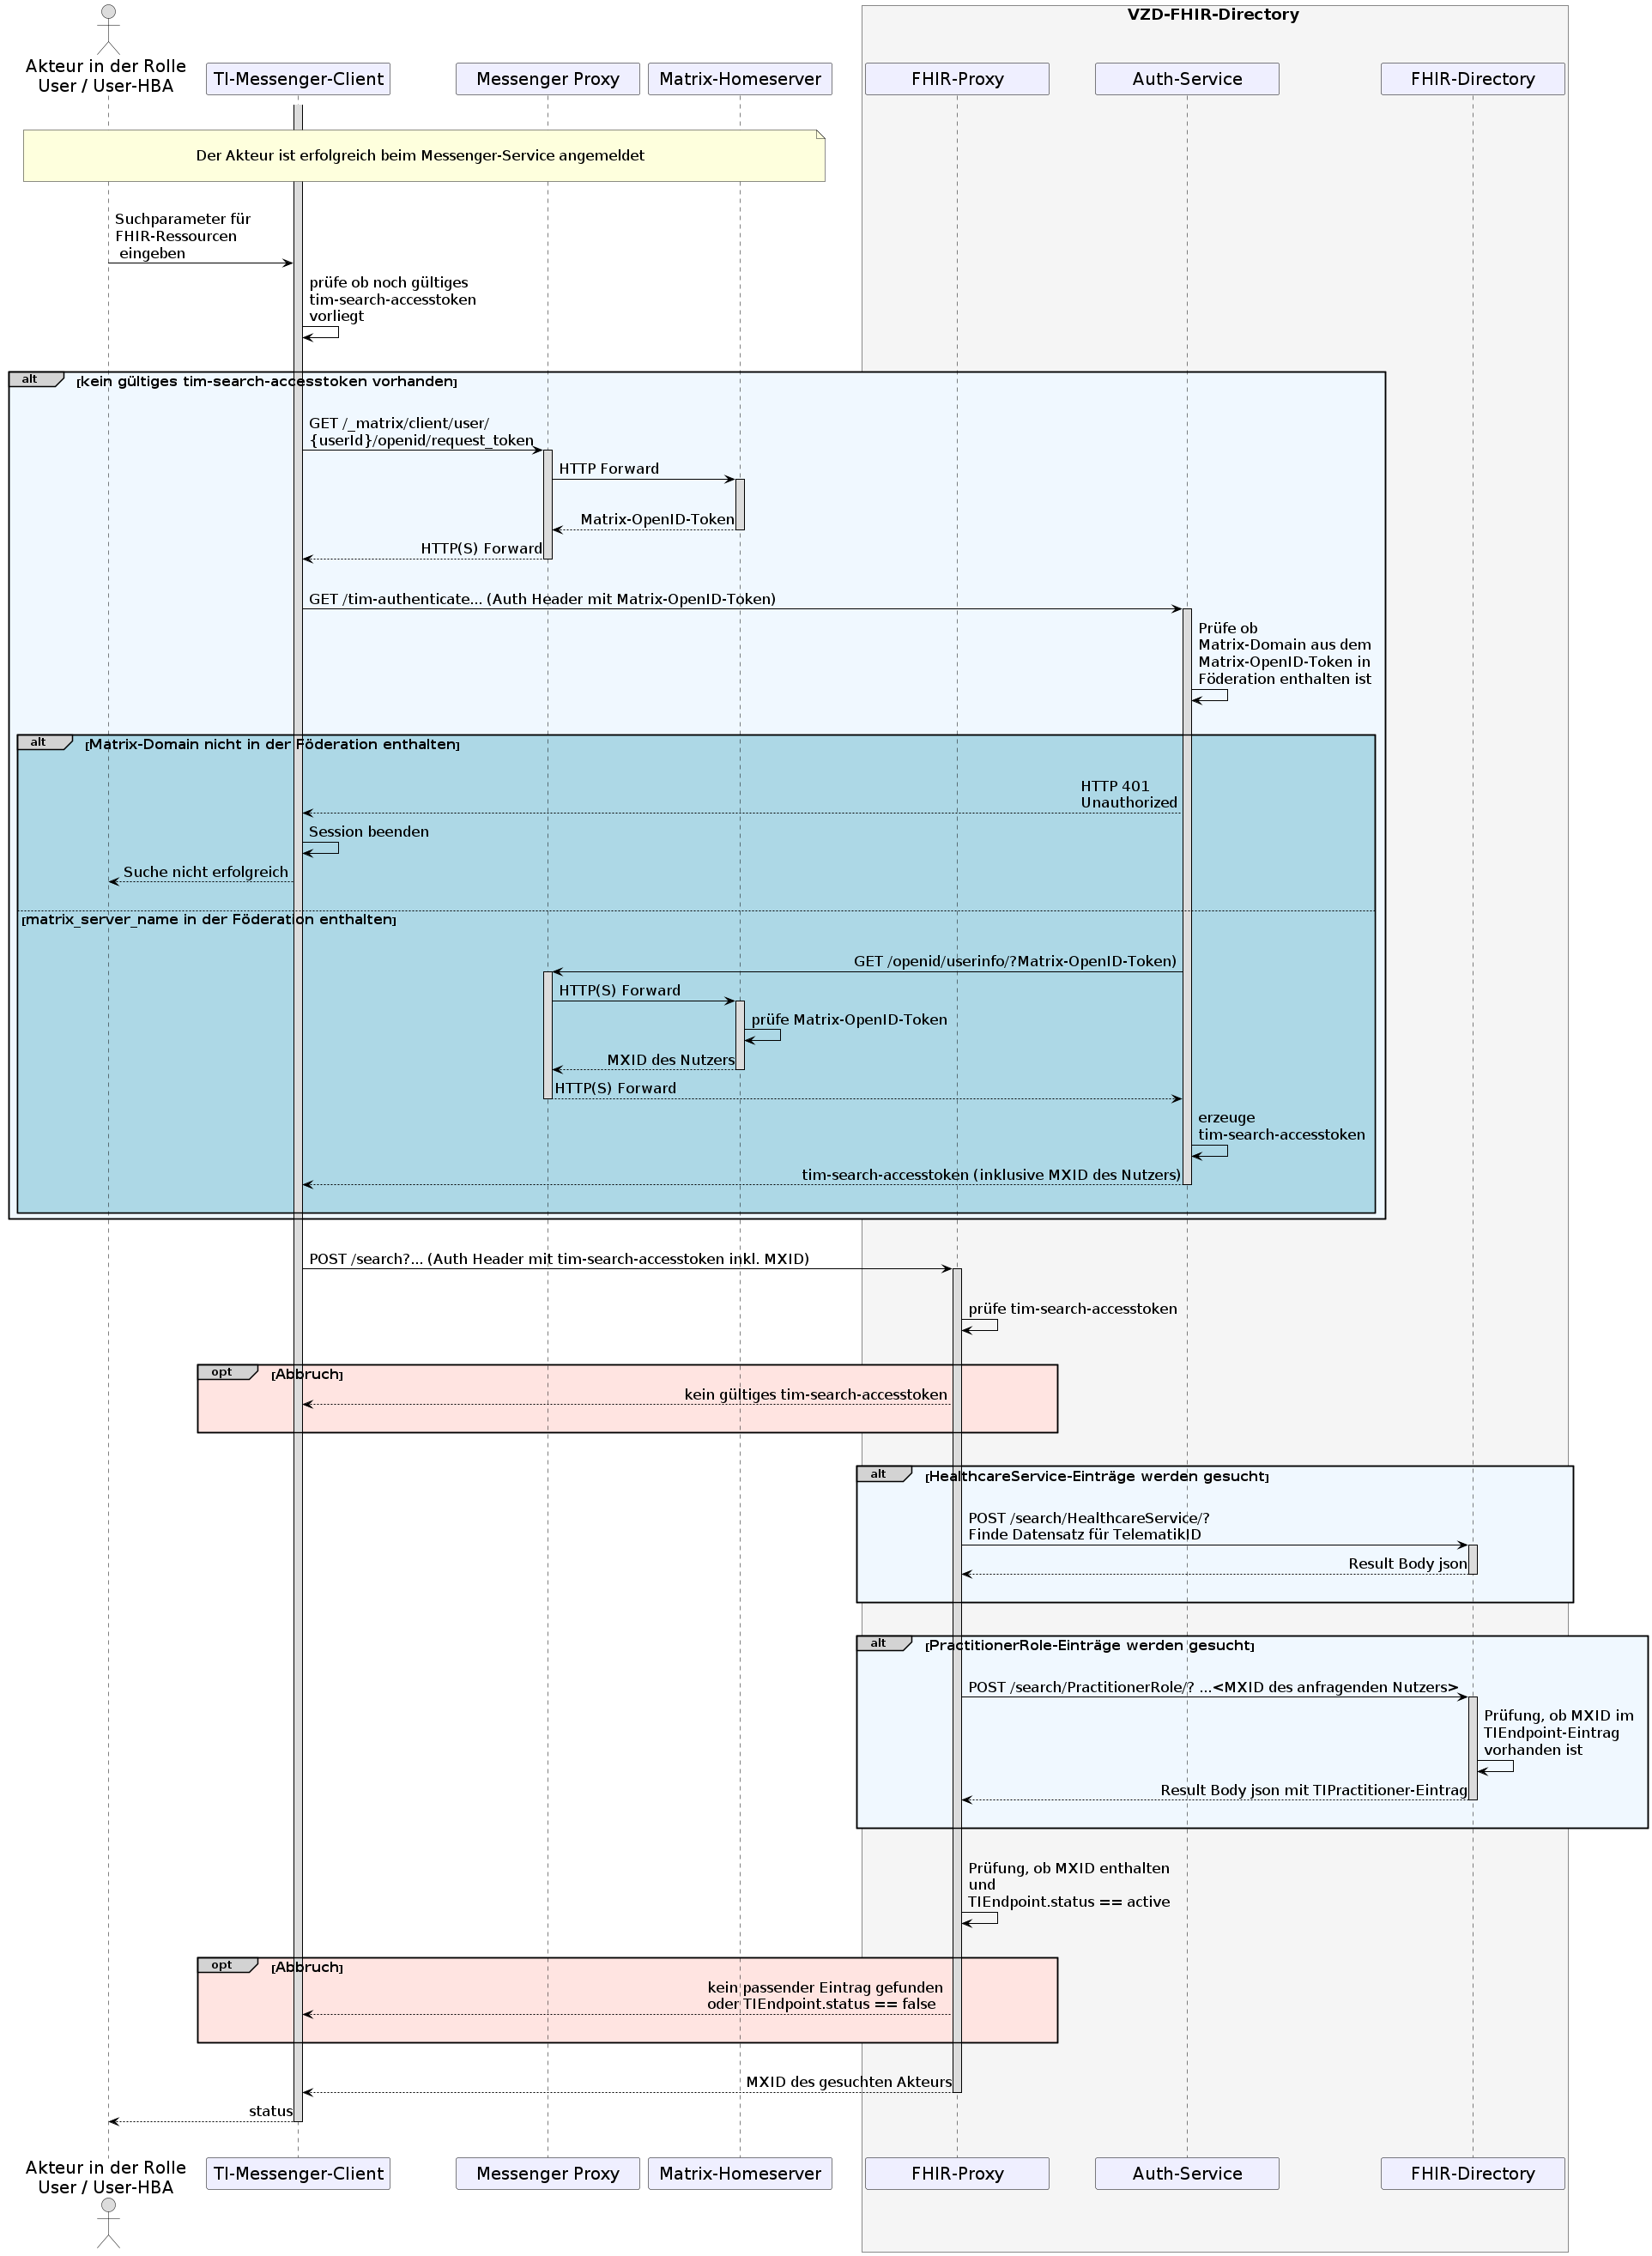 VZD-FHIR-Directory
Akteur in der Rolle
User / User-HBA
TI-Messenger-Client
Messenger Proxy
Matrix-Homeserver
FHIR-Proxy
Auth-Service
FHIR-Directory
Der Akteur ist erfolgreich beim Messenger-Service angemeldet
Suchparameter für
FHIR-Ressourcen
eingeben
prüfe ob noch gültiges
tim-search-accesstoken
vorliegt
alt [kein gültiges tim-search-accesstoken vorhanden]
GET /_matrix/client/user/
{userId}/openid/request_token
HTTP Forward
Matrix-OpenID-Token
HTTP(S) Forward
GET /tim-authenticate... (Auth Header mit Matrix-OpenID-Token)
Prüfe ob
Matrix-Domain aus dem
Matrix-OpenID-Token in
Föderation enthalten ist
alt [Matrix-Domain nicht in der Föderation enthalten]
HTTP 401
Unauthorized
Session beenden
Suche nicht erfolgreich
[matrix_server_name in der Föderation enthalten]
GET /openid/userinfo/?Matrix-OpenID-Token)
HTTP(S) Forward
prüfe Matrix-OpenID-Token
MXID des Nutzers
HTTP(S) Forward
erzeuge
tim-search-accesstoken
tim-search-accesstoken (inklusive MXID des Nutzers)
POST /search?... (Auth Header mit tim-search-accesstoken inkl. MXID)
prüfe tim-search-accesstoken
opt [Abbruch]
kein gültiges tim-search-accesstoken
alt [HealthcareService-Einträge werden gesucht]
POST /search/HealthcareService/?
Finde Datensatz für TelematikID
Result Body json
alt [PractitionerRole-Einträge werden gesucht]
POST /search/PractitionerRole/? ...<MXID des anfragenden Nutzers>
Prüfung, ob MXID im
TIEndpoint-Eintrag
vorhanden ist
Result Body json mit TIPractitioner-Eintrag
Prüfung, ob MXID enthalten
und
TIEndpoint.status == active
opt [Abbruch]
kein passender Eintrag gefunden
oder TIEndpoint.status == false
MXID des gesuchten Akteurs
status
Akteur in der Rolle
User / User-HBA
TI-Messenger-Client
Messenger Proxy
Matrix-Homeserver
FHIR-Proxy
Auth-Service
FHIR-Directory